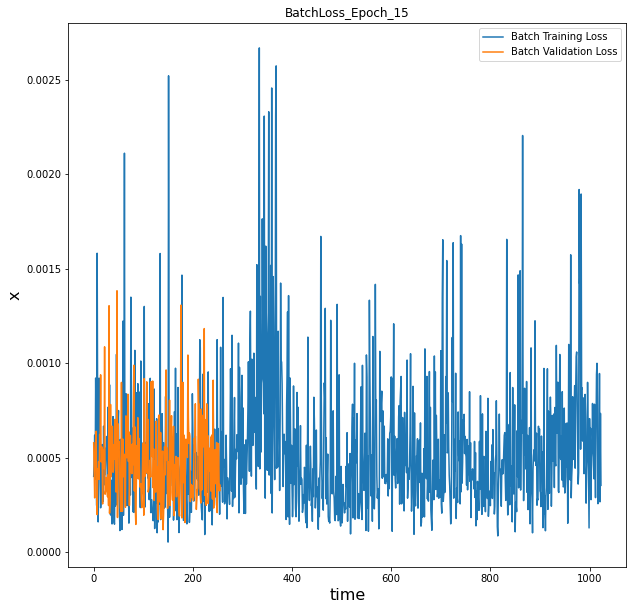 BatchLoss_Epoch_15
Batch Training Loss
Batch Validation Loss
0.0025
0.0020
0.0015
0.0010
0.0005
0.0000
x
0
200
400
600
800
1000
time